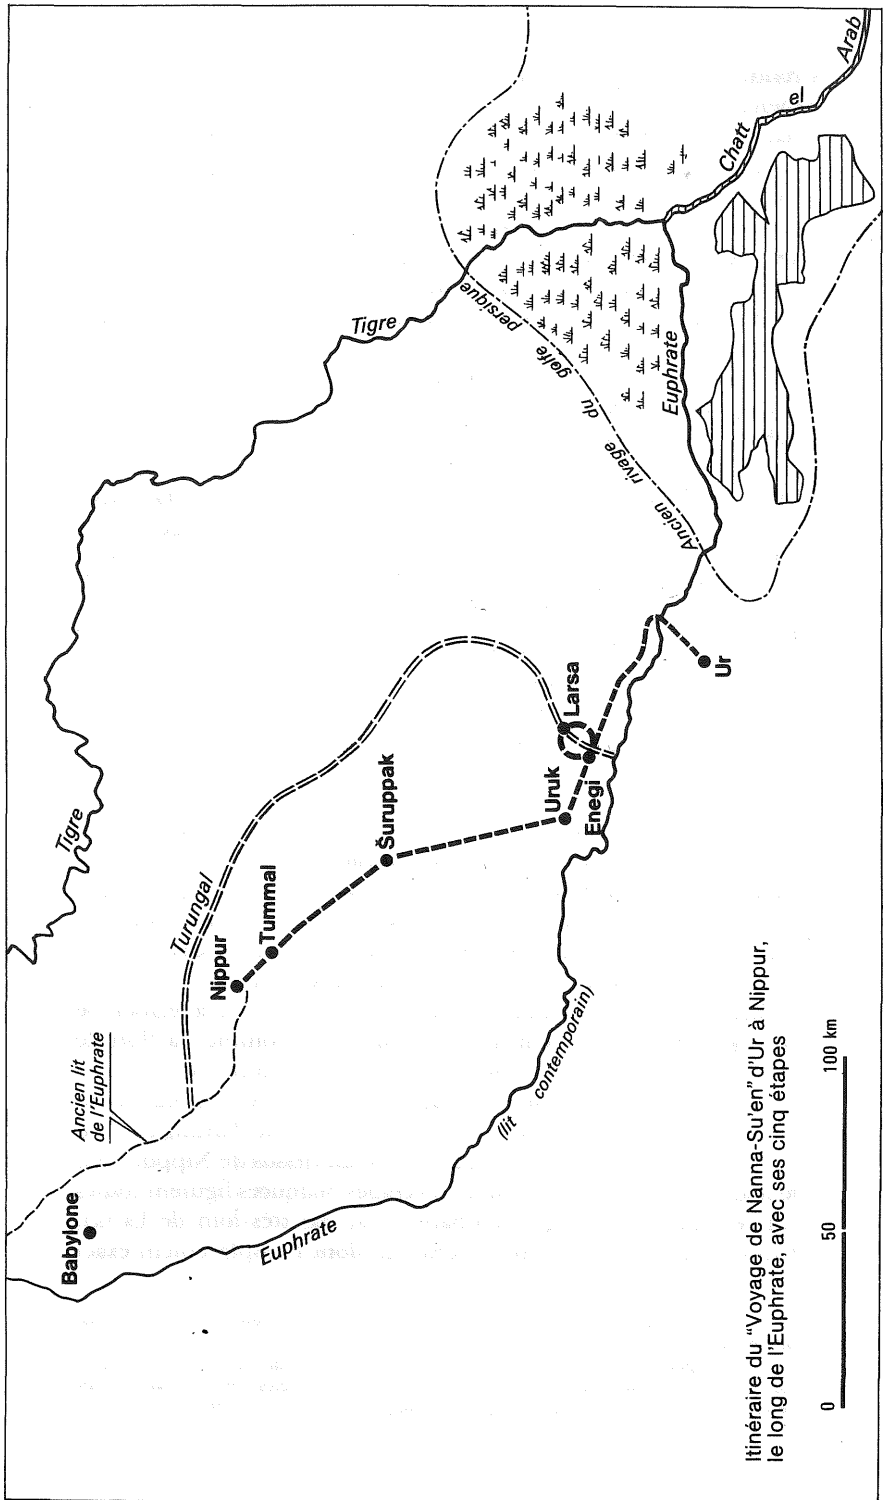 Babylone
Ancien lit
de l'Euphrate
Tigre
Turungal
Nippur
Tummal
Šuruppak
Uruk
Larsa
Enegi
Ur
Euphrate
(lit contemporain)
Tigre
Ancien rivage du golfe persique
Euphrate
Chatt el Arab
Itinéraire du "Voyage de Nanna-Su'en" d'Ur à Nippur,
le long de l'Euphrate, avec ses cinq étapes
0 50 100 km